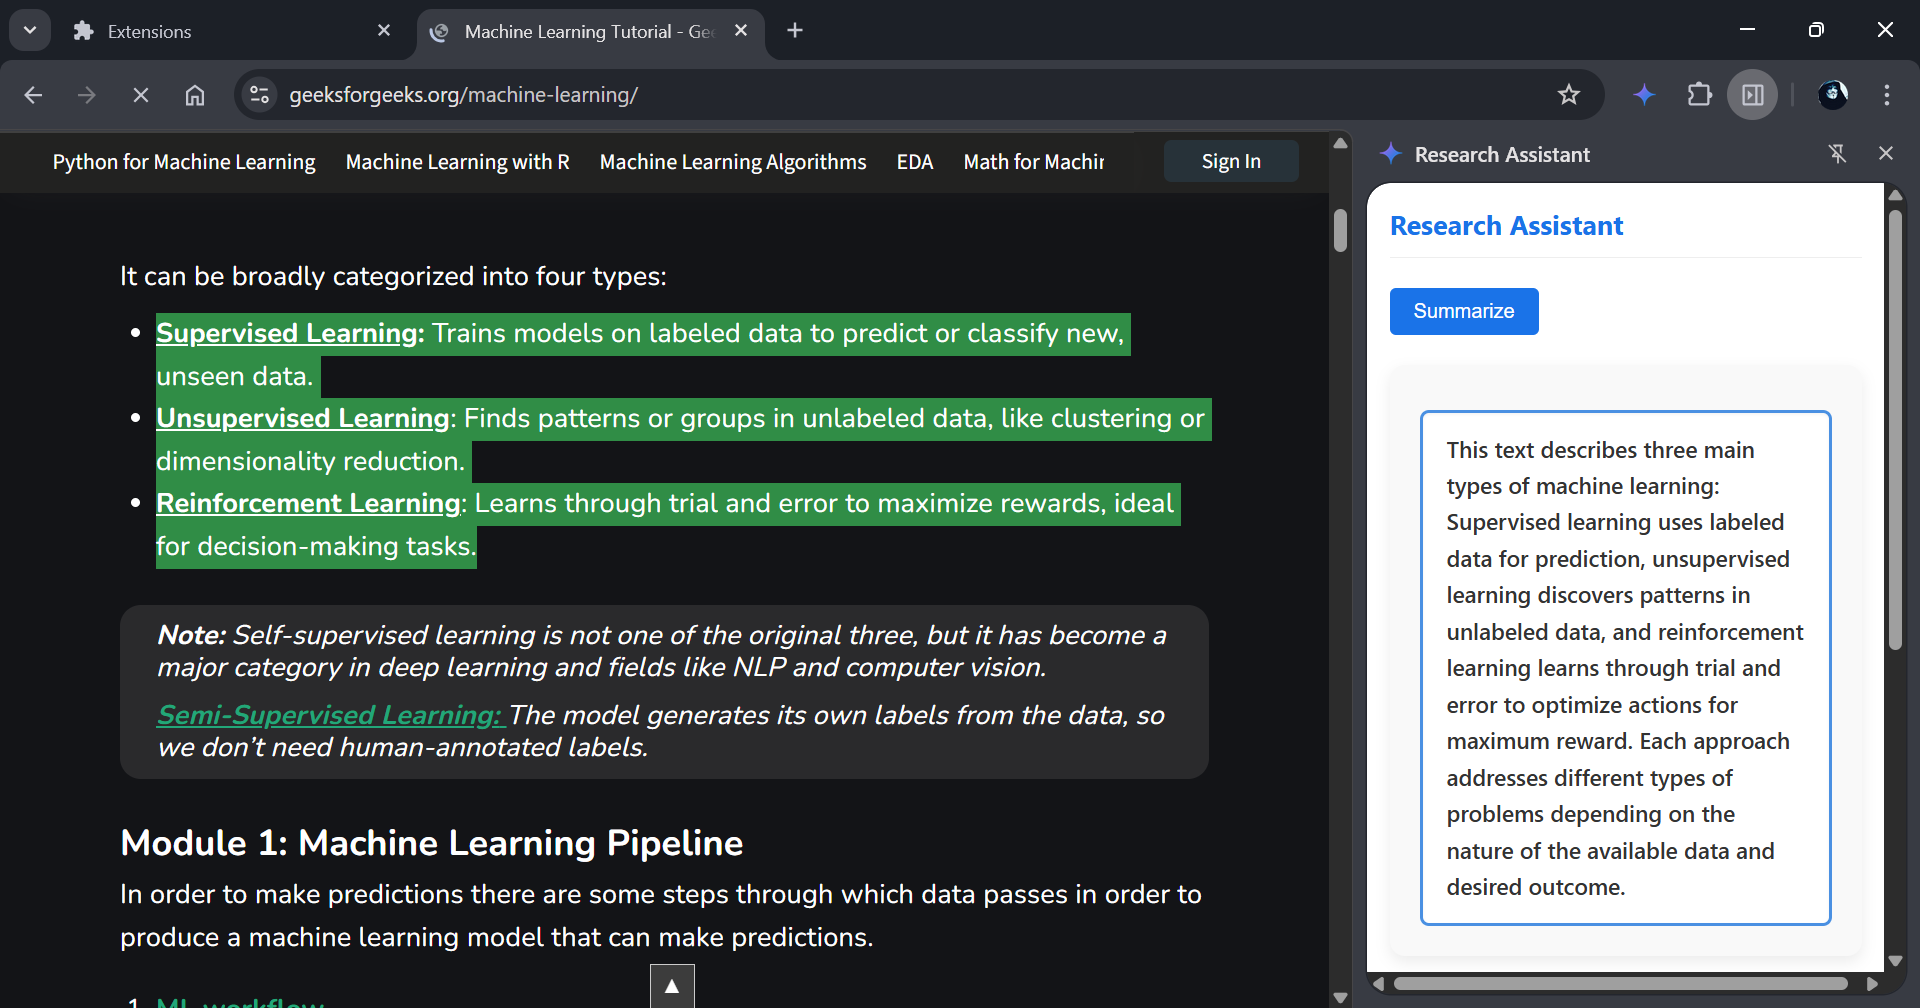 Extensions
Machine Learning Tutorial - Gee
geeksforgeeks.org/machine-learning/
Python for Machine Learning Machine Learning with R Machine Learning Algorithms EDA Math for Machin Sign In
It can be broadly categorized into four types:
• Supervised Learning: Trains models on labeled data to predict or classify new,
unseen data.
• Unsupervised Learning: Finds patterns or groups in unlabeled data, like clustering or
dimensionality reduction.
• Reinforcement Learning: Learns through trial and error to maximize rewards, ideal
for decision-making tasks.
Note: Self-supervised learning is not one of the original three, but it has become a
major category in deep learning and fields like NLP and computer vision.
Semi-Supervised Learning: The model generates its own labels from the data, so
we don’t need human-annotated labels.
Module 1: Machine Learning Pipeline
In order to make predictions there are some steps through which data passes in order to
produce a machine learning model that can make predictions.
1. ML workflow
Research Assistant
Research Assistant
Summarize
This text describes three main
types of machine learning:
Supervised learning uses labeled
data for prediction, unsupervised
learning discovers patterns in
unlabeled data, and reinforcement
learning learns through trial and
error to optimize actions for
maximum reward. Each approach
addresses different types of
problems depending on the
nature of the available data and
desired outcome.